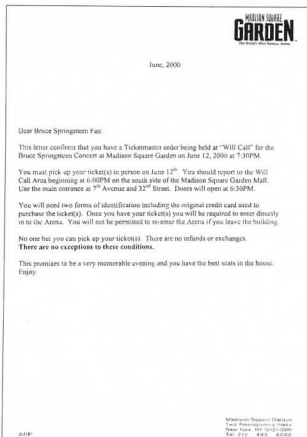 MADISON SQUARE
GARDEN
The World's Most Famous Arena
June, 2000
Dear Bruce Springsteen Fan,
This letter confirms that you have a Ticketmaster order being held at "Will Call" for the
Bruce Springsteen Concert at Madison Square Garden on June 12, 2000 at 7:30PM.
You must pick up your ticket(s) in person on June 12th. You should report to the Will
Call Area beginning at 6:00PM on the south side of the Madison Square Garden Mall.
Use the main entrance at 7th Avenue and 32nd Street. Doors will open at 6:30PM.
You will need two forms of identification including the original credit card used to
purchase the ticket(s). Once you have your ticket(s) you will be required to enter directly
in to the Arena. You will not be permitted to re-enter the Arena if you leave the building.
No one but you can pick up your ticket(s). There are no refunds or exchanges.
There are no exceptions to these conditions.
This promises to be a very memorable evening and you have the best seats in the house.
Enjoy.
Madison Square Garden
Two Pennsylvania Plaza
New York, NY 10121-0091
Tel 212 465 6000